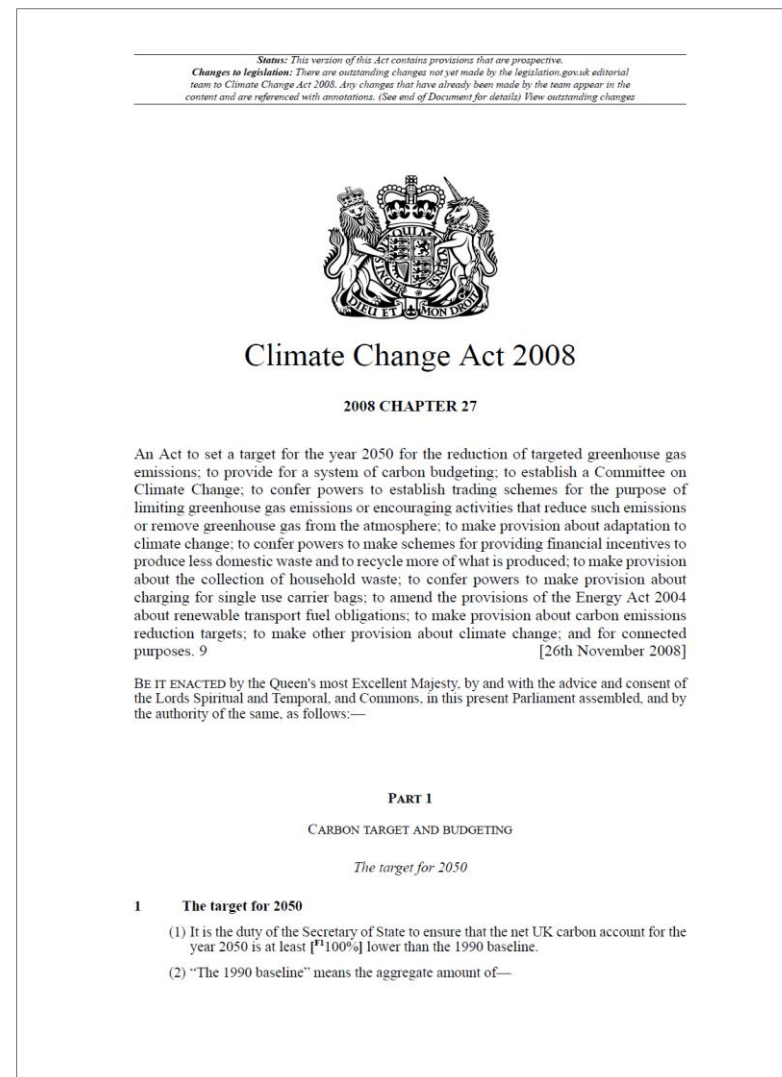 Status: This version of this Act contains provisions that are prospective.
Changes to legislation: There are outstanding changes not yet made by the legislation.gov.uk editorial
team to Climate Change Act 2008. Any changes that have already been made by the team appear in the
content and are referenced with annotations. (See end of Document for details) View outstanding changes
DIEU ET MON DROIT
Climate Change Act 2008
2008 CHAPTER 27
An Act to set a target for the year 2050 for the reduction of targeted greenhouse gas
emissions; to provide for a system of carbon budgeting; to establish a Committee on
Climate Change; to confer powers to establish trading schemes for the purpose of
limiting greenhouse gas emissions or encouraging activities that reduce such emissions
or remove greenhouse gas from the atmosphere; to make provision about adaptation to
climate change; to confer powers to make schemes for providing financial incentives to
produce less domestic waste and to recycle more of what is produced; to make provision
about the collection of household waste; to confer powers to make provision about
charging for single use carrier bags; to amend the provisions of the Energy Act 2004
about renewable transport fuel obligations; to make provision about carbon emissions
reduction targets; to make other provision about climate change; and for connected
purposes. 9 [26th November 2008]
BE IT ENACTED by the Queen's most Excellent Majesty, by and with the advice and consent of
the Lords Spiritual and Temporal, and Commons, in this present Parliament assembled, and by
the authority of the same, as follows:—
PART 1
CARBON TARGET AND BUDGETING
The target for 2050
1 The target for 2050
(1) It is the duty of the Secretary of State to ensure that the net UK carbon account for the
year 2050 is at least [F1100%] lower than the 1990 baseline.
(2) “The 1990 baseline” means the aggregate amount of—